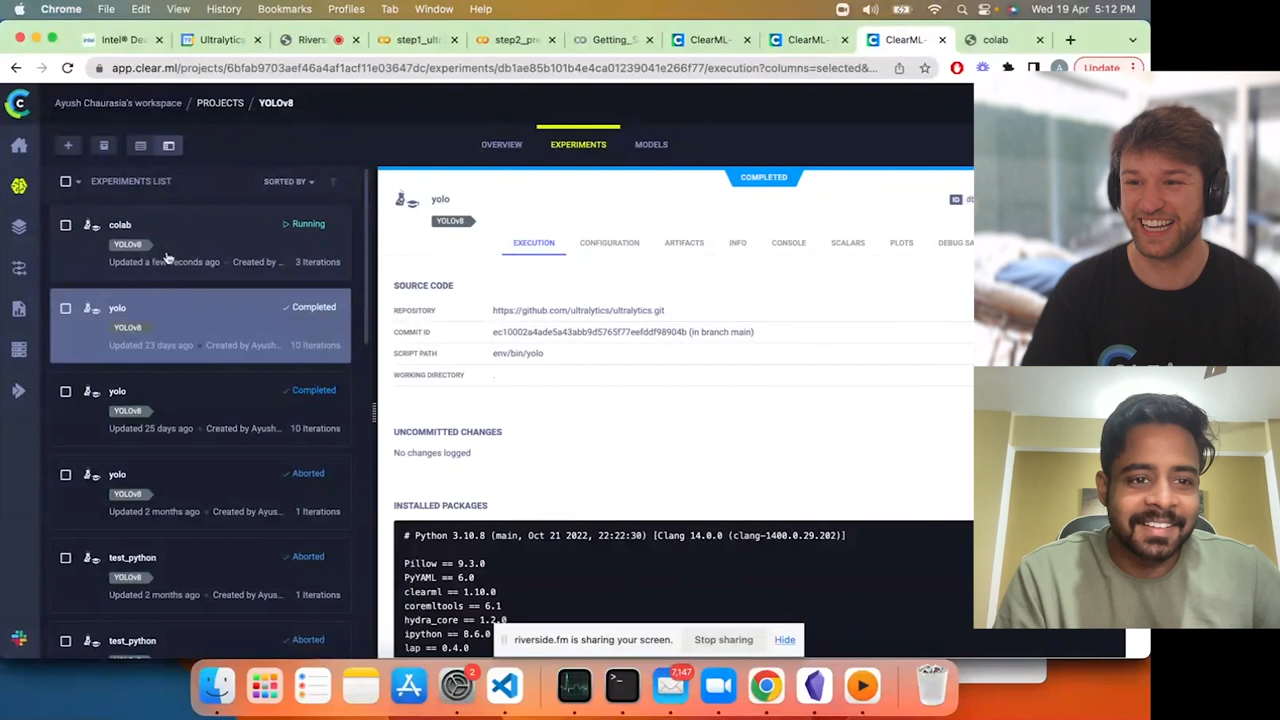 Chrome File Edit View History Bookmarks Profiles Tab Window Help Wed 19 Apr 5:12 PM
Intel® De Ultralytics Rivers step1_ult step2_pre Getting_S ClearML- ClearML- ClearML- colab
app.clear.ml/projects/6bfab9703aef46a4af1acf11e03647dc/experiments/db1ae85b101b4e4ca01239041e266f77/execution?columns=selected&... A Update
Ayush Chaurasia's workspace / PROJECTS / YOLOv8
OVERVIEW EXPERIMENTS MODELS
EXPERIMENTS LIST SORTED BY
COMPLETED
yolo
ID db
YOLOv8
colab Running
YOLOv8
Updated a few seconds ago Created by ... 3 Iterations
EXECUTION CONFIGURATION ARTIFACTS INFO CONSOLE SCALARS PLOTS DEBUG SA
yolo Completed
YOLOv8
Updated 23 days ago Created by Ayush... 10 Iterations
SOURCE CODE
REPOSITORY https://github.com/ultralytics/ultralytics.git
COMMIT ID ec10002a4ade5a43abb9d5765f77eefddf98904b (in branch main)
SCRIPT PATH env/bin/yolo
WORKING DIRECTORY .
yolo Completed
YOLOv8
Updated 25 days ago Created by Ayush... 10 Iterations
UNCOMMITTED CHANGES
No changes logged
yolo Aborted
YOLOv8
Updated 2 months ago Created by Ayus... 1 Iterations
INSTALLED PACKAGES
# Python 3.10.8 (main, Oct 21 2022, 22:22:30) [Clang 14.0.0 (clang-1400.0.29.202)]
Pillow == 9.3.0
PyYAML == 6.0
clearml == 1.10.0
coremltools == 6.1
hydra_core == 1.2.0
ipython == 8.6.0
lap == 0.4.0
test_python Aborted
YOLOv8
Updated 2 months ago Created by Ayus... 1 Iterations
test_python Aborted
riverside.fm is sharing your screen. Stop sharing Hide
2
7,147